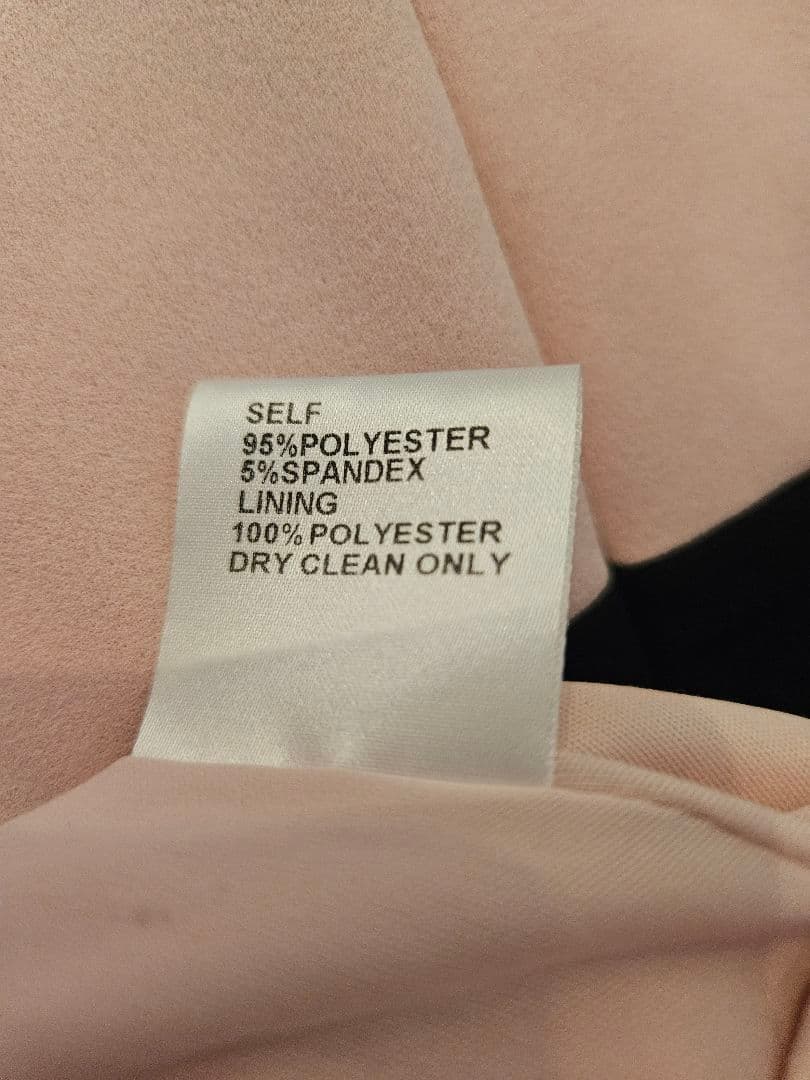 SELF
95%POLYESTER
5%SPANDEX
LINING
100%POLYESTER
DRY CLEAN ONLY